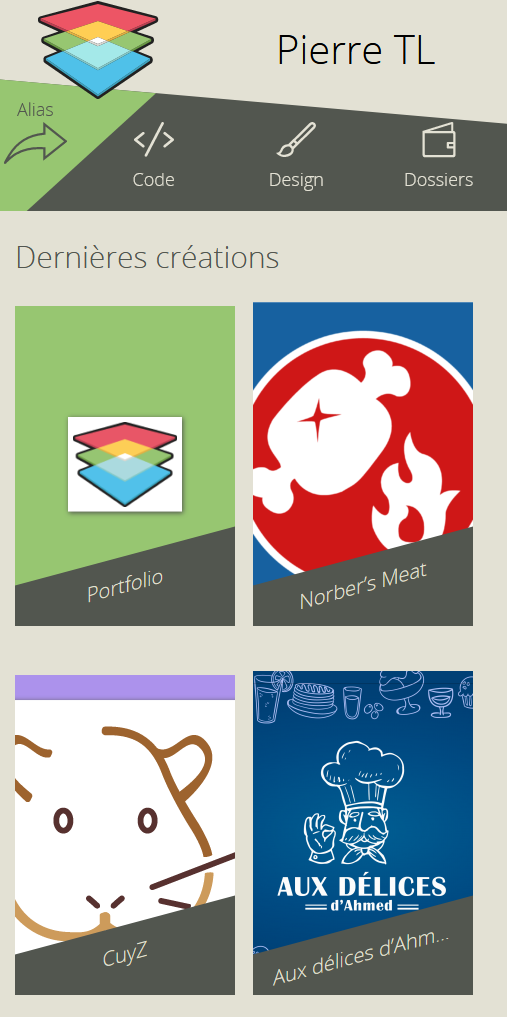 Pierre TL
Alias
Code
Design
Dossiers
Dernières créations
Portfolio
Norber's Meat
CuyZ
AUX DÉLICES
d'Ahmed
Aux délices d'Ahm...